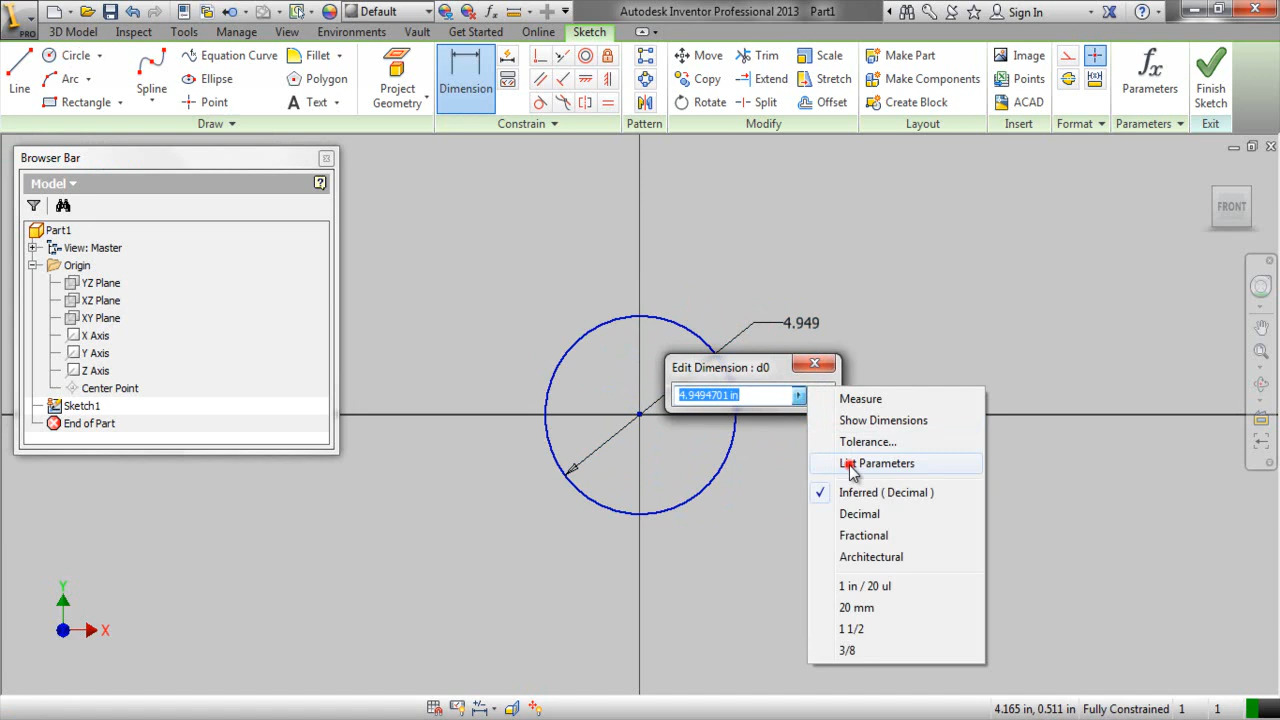 Default
Autodesk Inventor Professional 2013 Part1
Sign In
PRO
3D Model Inspect Tools Manage View Environments Vault Get Started Online Sketch
Line
Circle
Arc
Rectangle
Spline
Equation Curve
Ellipse
Point
Fillet
Polygon
Text
Project Geometry
Dimension
Move
Copy
Rotate
Trim
Extend
Split
Scale
Stretch
Offset
Make Part
Make Components
Create Block
Image
Points
ACAD
Parameters
Finish Sketch
Draw
Constrain
Pattern
Modify
Layout
Insert
Format
Parameters
Exit
Browser Bar
Model
Part1
View: Master
Origin
YZ Plane
XZ Plane
XY Plane
X Axis
Y Axis
Z Axis
Center Point
Sketch1
End of Part
FRONT
4.949
Edit Dimension : d0
4.9494701 in
Measure
Show Dimensions
Tolerance...
List Parameters
Inferred ( Decimal )
Decimal
Fractional
Architectural
1 in / 20 ul
20 mm
1 1/2
3/8
Y
X
4.165 in, 0.511 in Fully Constrained 1 1